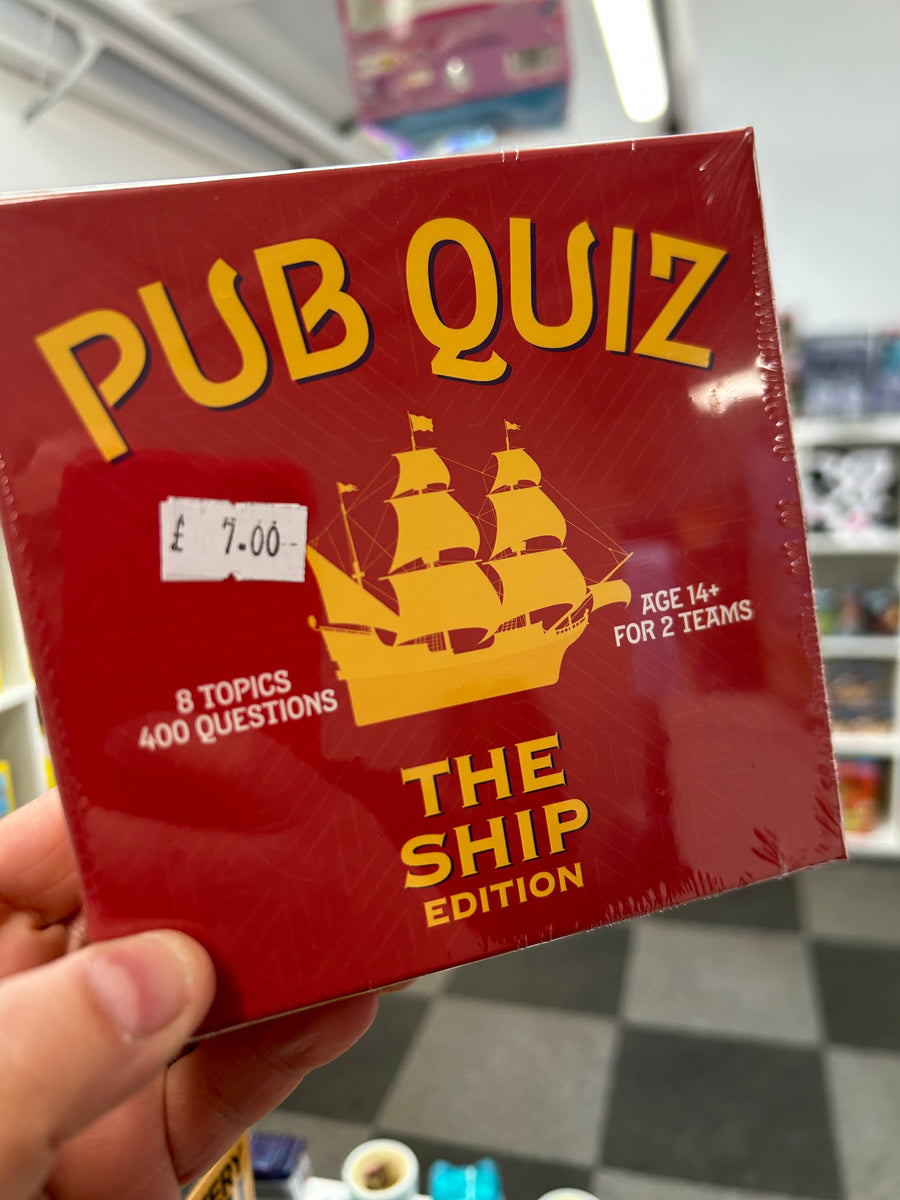 PUB QUIZ
£ 7.00
AGE 14+
FOR 2 TEAMS
8 TOPICS
400 QUESTIONS
THE
SHIP
EDITION